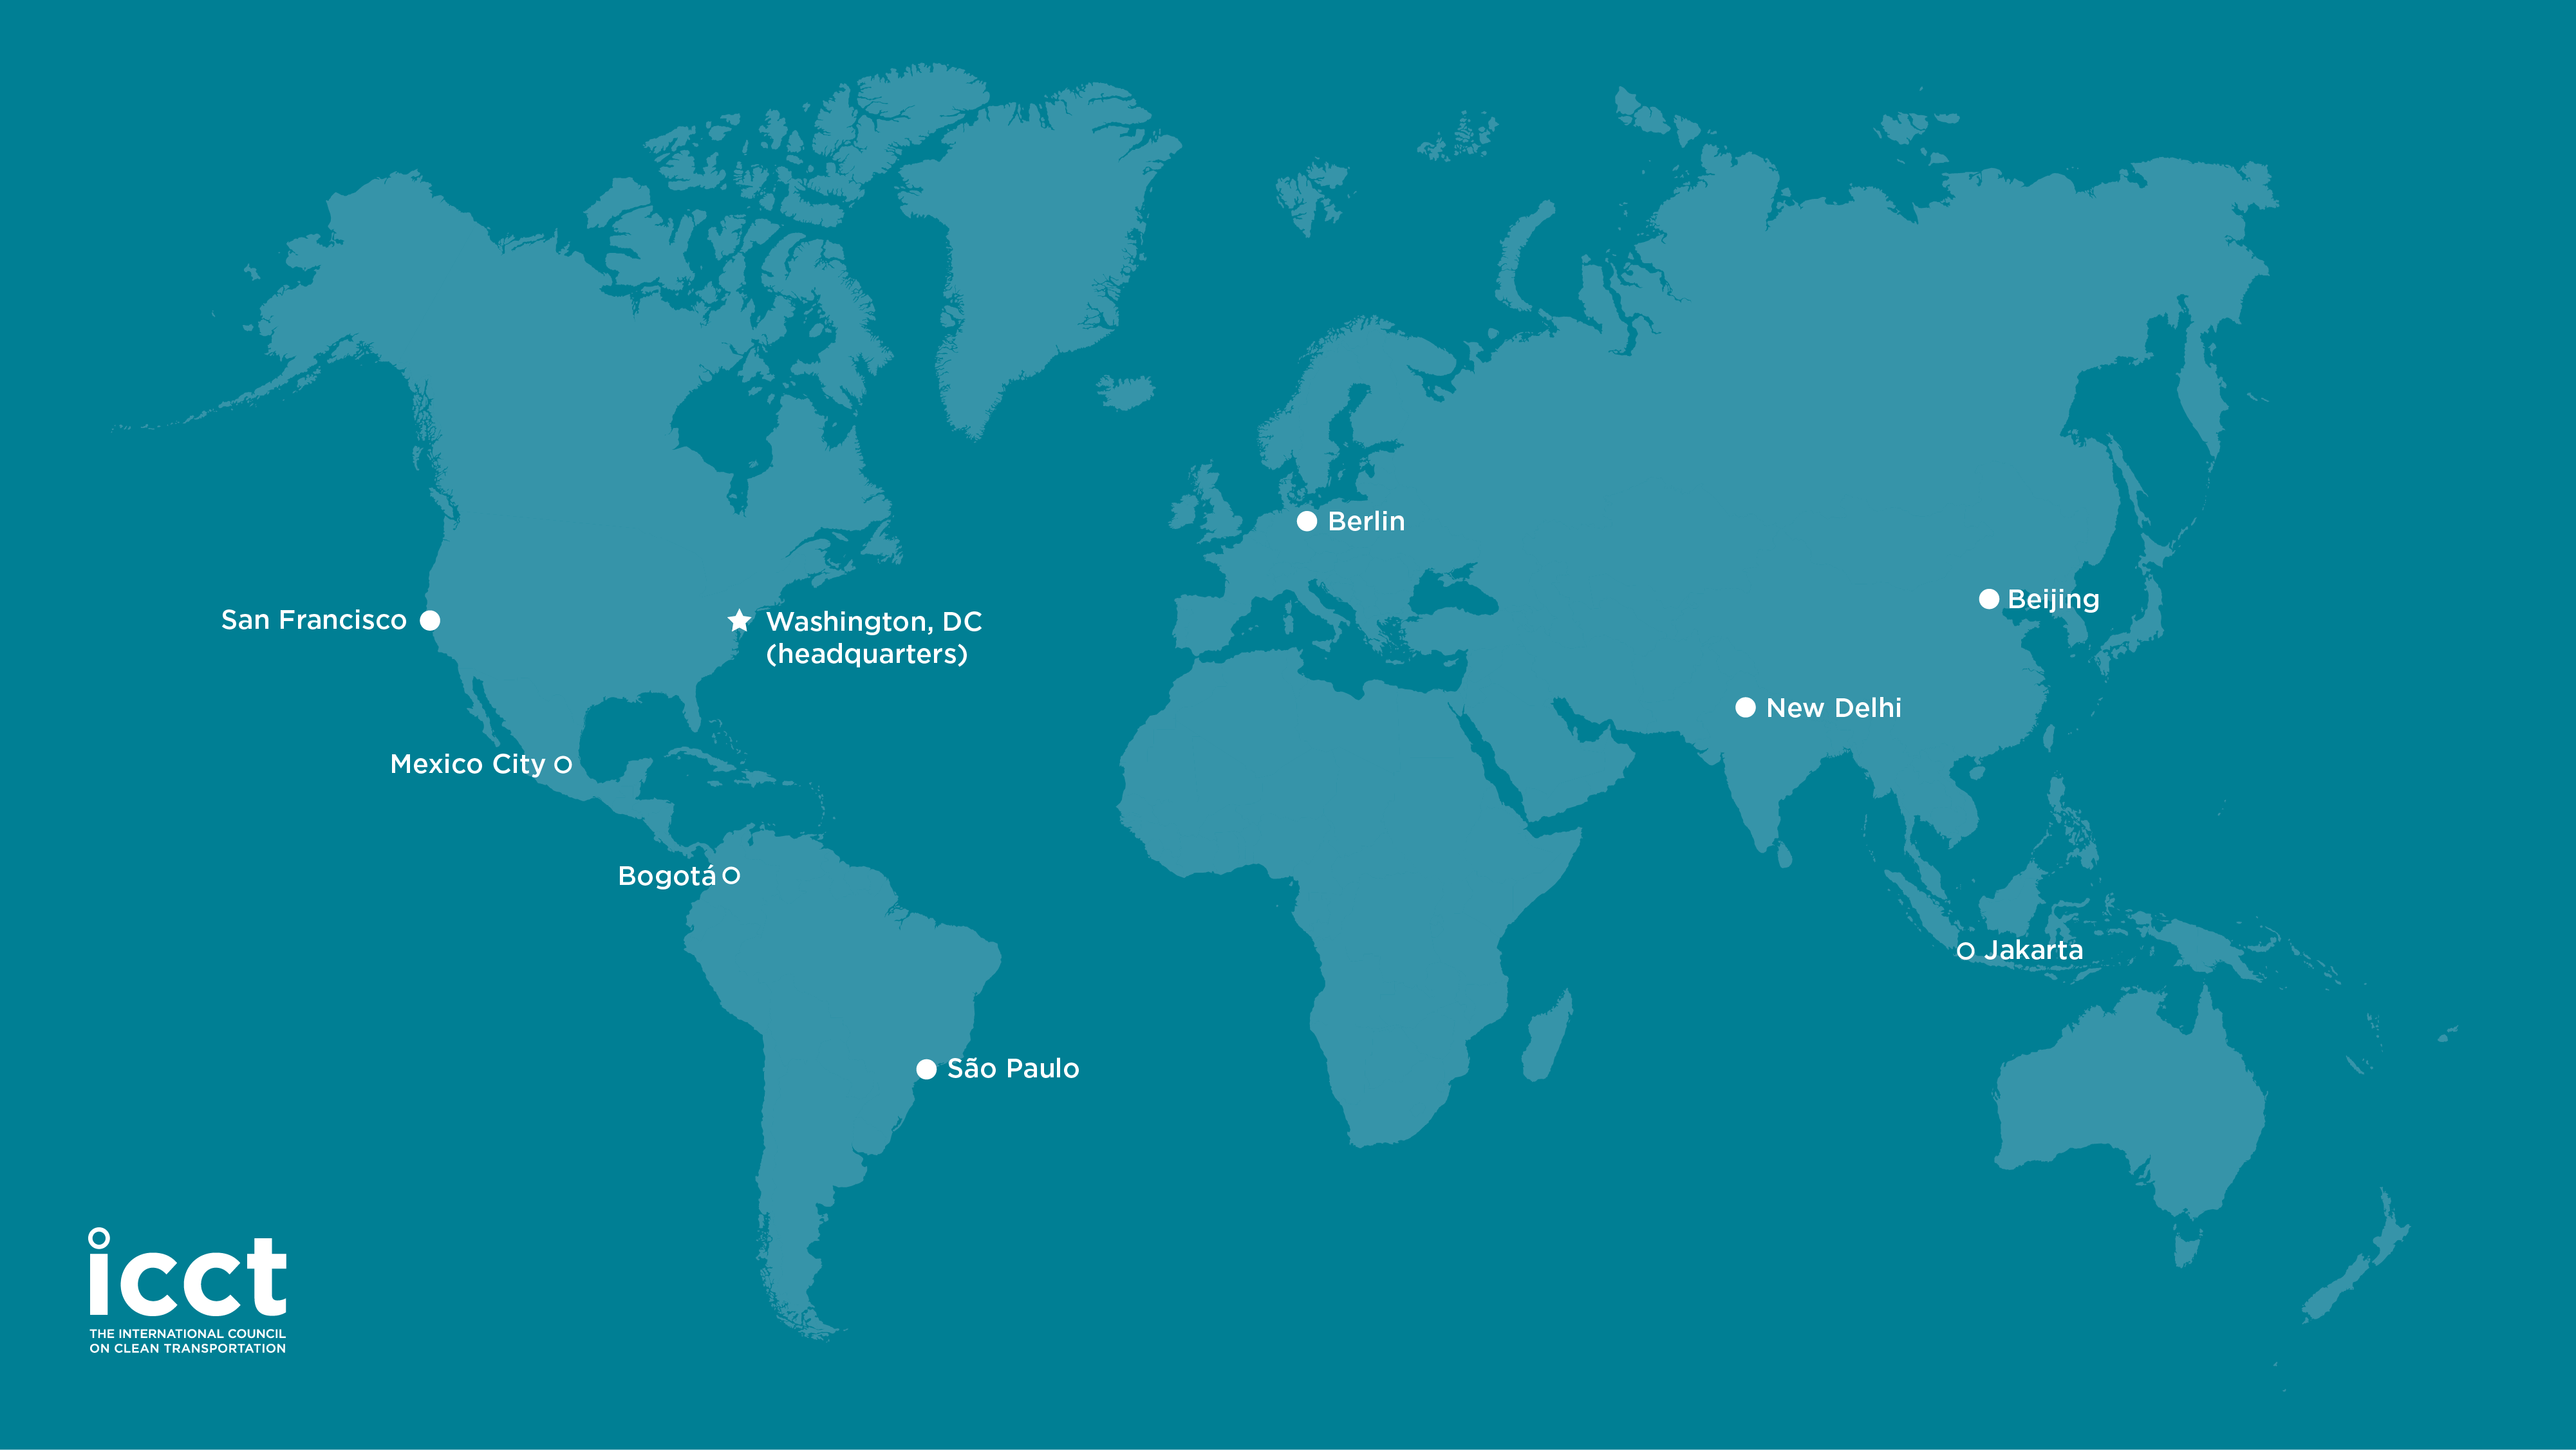 Berlin
Beijing
San Francisco
Washington, DC
(headquarters)
New Delhi
Mexico City
Bogotá
Jakarta
São Paulo
icct
THE INTERNATIONAL COUNCIL
ON CLEAN TRANSPORTATION